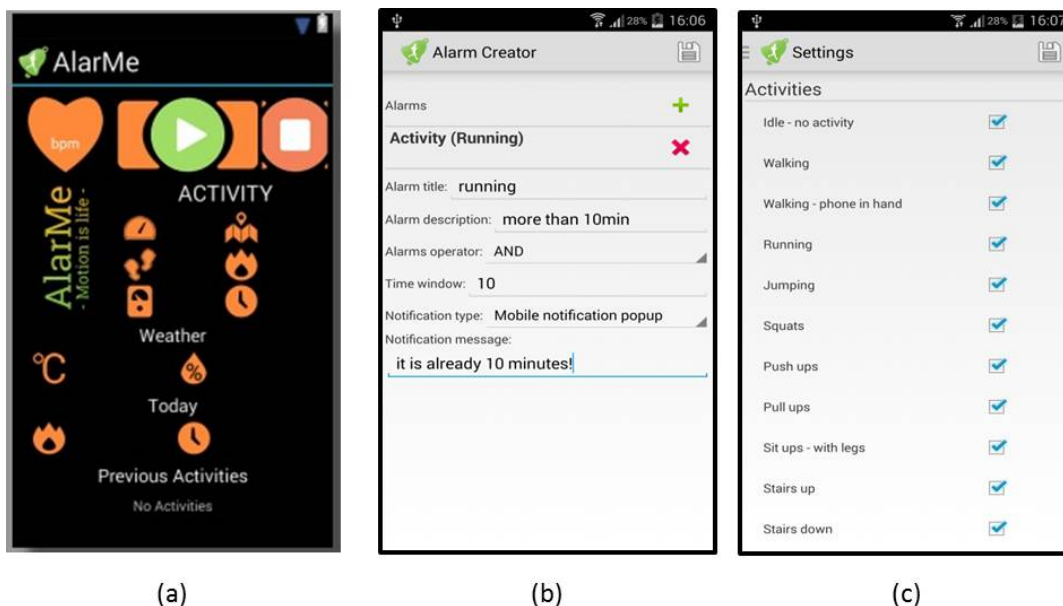 AlarMe
bpm
AlarMe
- Motion is life -
ACTIVITY
Weather
°C
%
Today
Previous Activities
No Activities
(a)
28% 16:06
Alarm Creator
Alarms
Activity (Running)
Alarm title: running
Alarm description: more than 10min
Alarms operator: AND
Time window: 10
Notification type: Mobile notification popup
Notification message:
it is already 10 minutes!
(b)
28% 16:07
Settings
Activities
Idle - no activity
Walking
Walking - phone in hand
Running
Jumping
Squats
Push ups
Pull ups
Sit ups - with legs
Stairs up
Stairs down
(c)